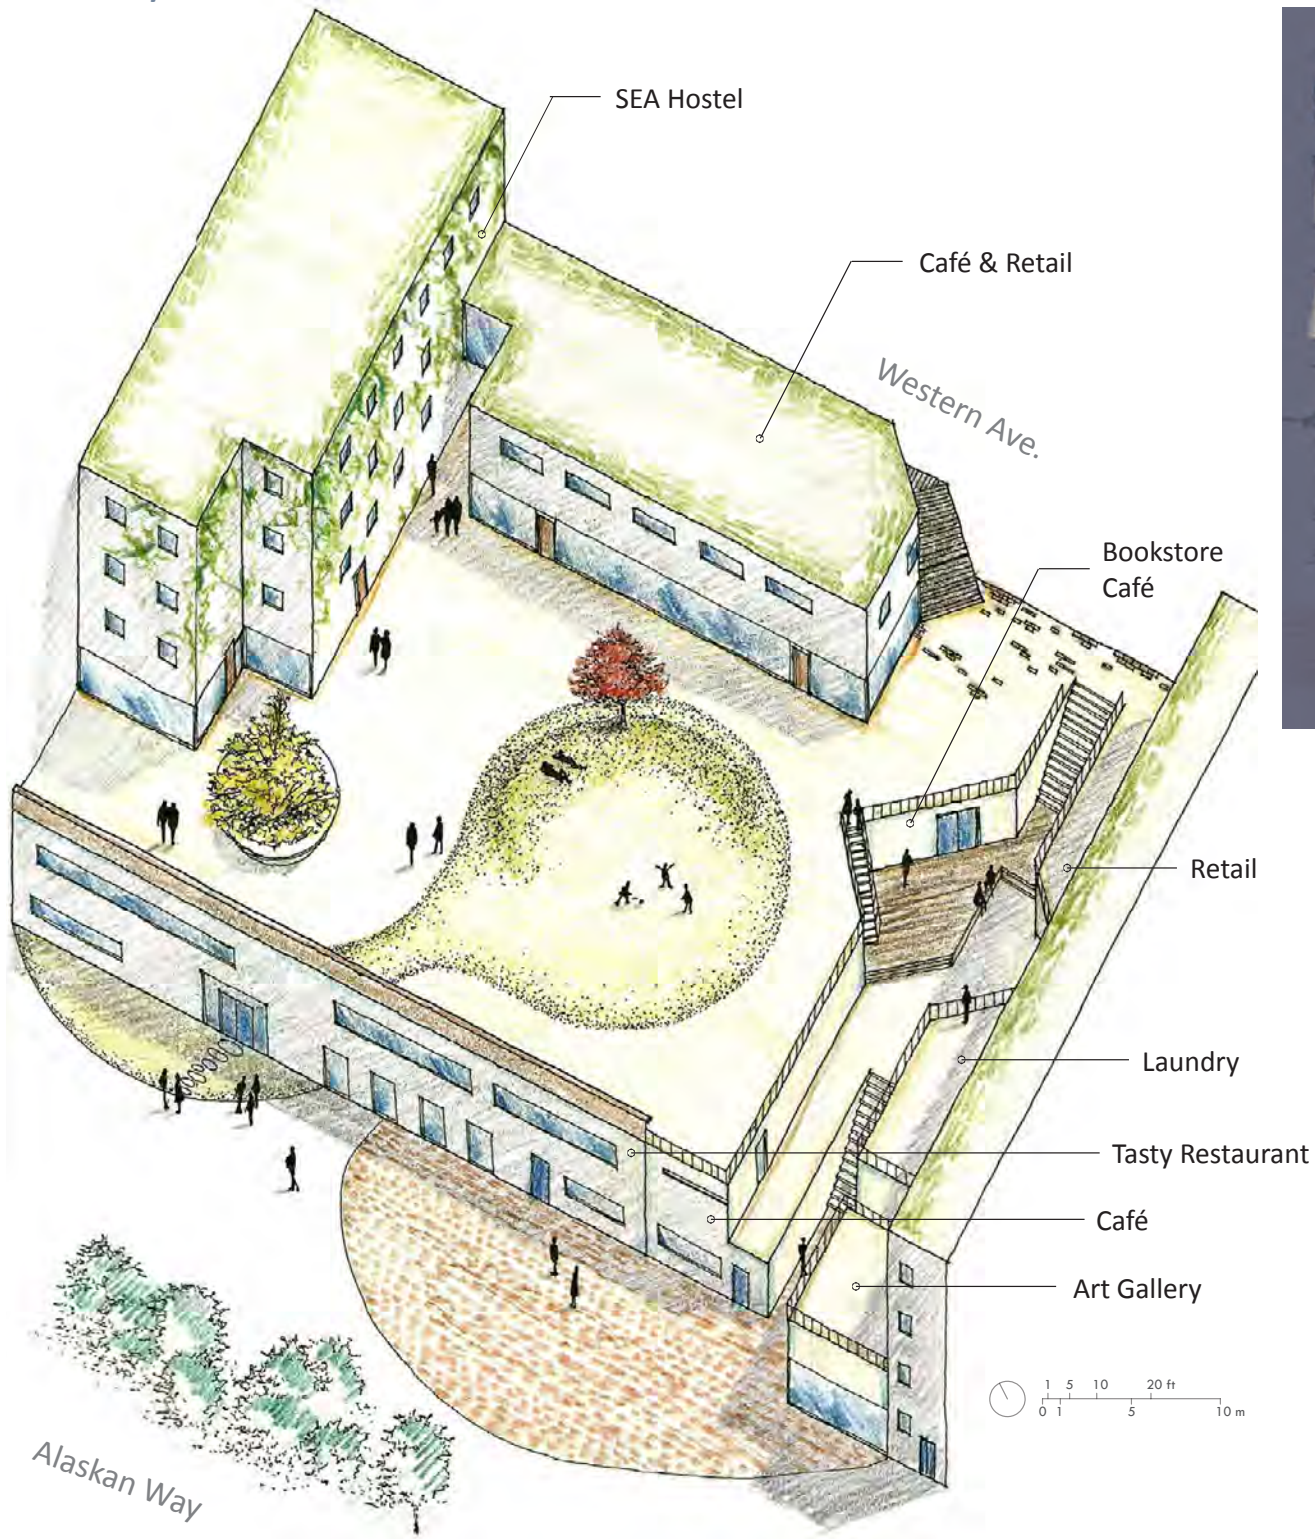 SEA Hostel
Café & Retail
Western Ave.
Bookstore
Café
Retail
Laundry
Tasty Restaurant
Café
Art Gallery
1 5 10 20 ft
0 1 5 10 m
Alaskan Way